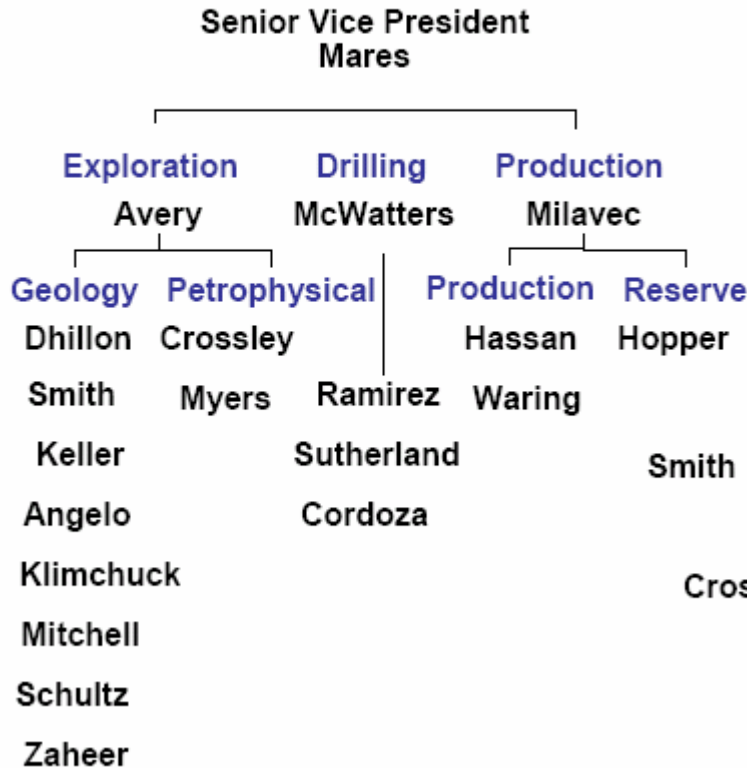 Senior Vice President
Mares
Exploration Drilling Production
Avery McWatters Milavec
Geology Petrophysical Production Reserve
Dhillon Crossley Hassan Hopper
Smith Myers Ramirez Waring
Keller Sutherland Smith
Angelo Cordoza
Klimchuck Cros
Mitchell
Schultz
Zaheer